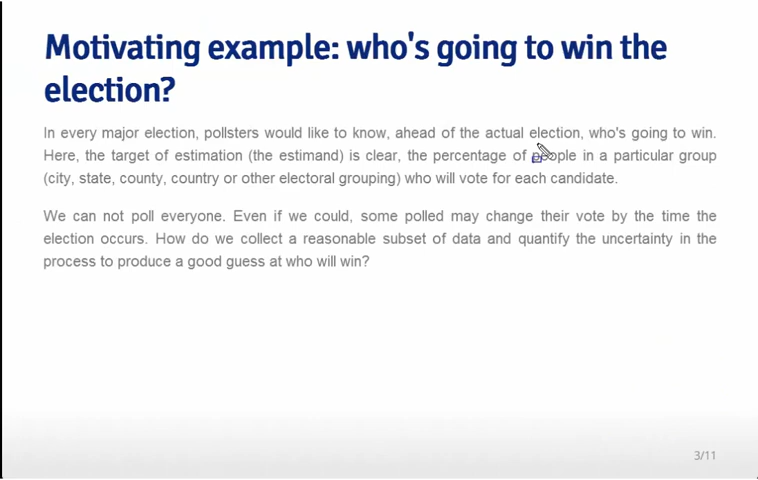 Motivating example: who's going to win the
election?
In every major election, pollsters would like to know, ahead of the actual election, who's going to win.
Here, the target of estimation (the estimand) is clear, the percentage of people in a particular group
(city, state, county, country or other electoral grouping) who will vote for each candidate.
We can not poll everyone. Even if we could, some polled may change their vote by the time the
election occurs. How do we collect a reasonable subset of data and quantify the uncertainty in the
process to produce a good guess at who will win?
3/11